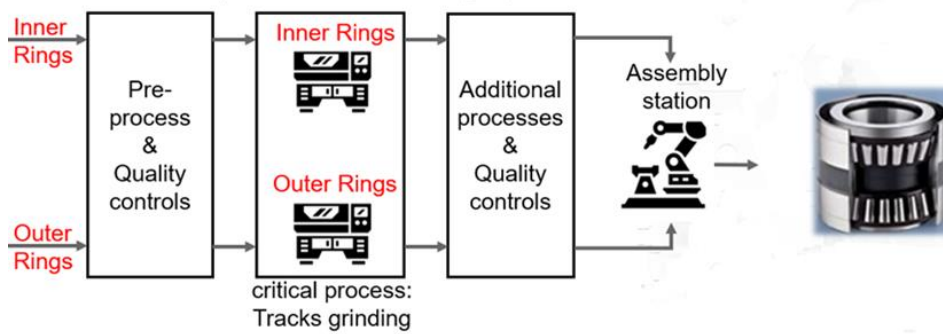 Inner
Rings
Pre-
process
&
Quality
controls
Outer
Rings
Inner Rings
Outer Rings
critical process:
Tracks grinding
Additional
processes
&
Quality
controls
Assembly
station